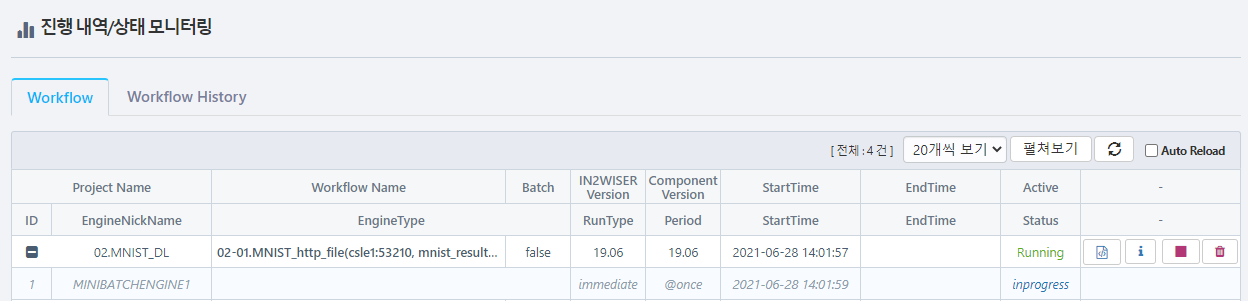 진행 내역/상태 모니터링
Workflow Workflow History
[ 전체 : 4 건 ] 20개씩 보기 펼쳐보기 Auto Reload
Project Name Workflow Name Batch IN2WISER Version Component Version StartTime EndTime Active -
ID EngineNickName EngineType RunType Period StartTime EndTime Status -
02.MNIST_DL 02-01.MNIST_http_file(csle1:53210, mnist_result... false 19.06 19.06 2021-06-28 14:01:57 Running
1 MINIBATCHENGINE1 immediate @once 2021-06-28 14:01:59 inprogress